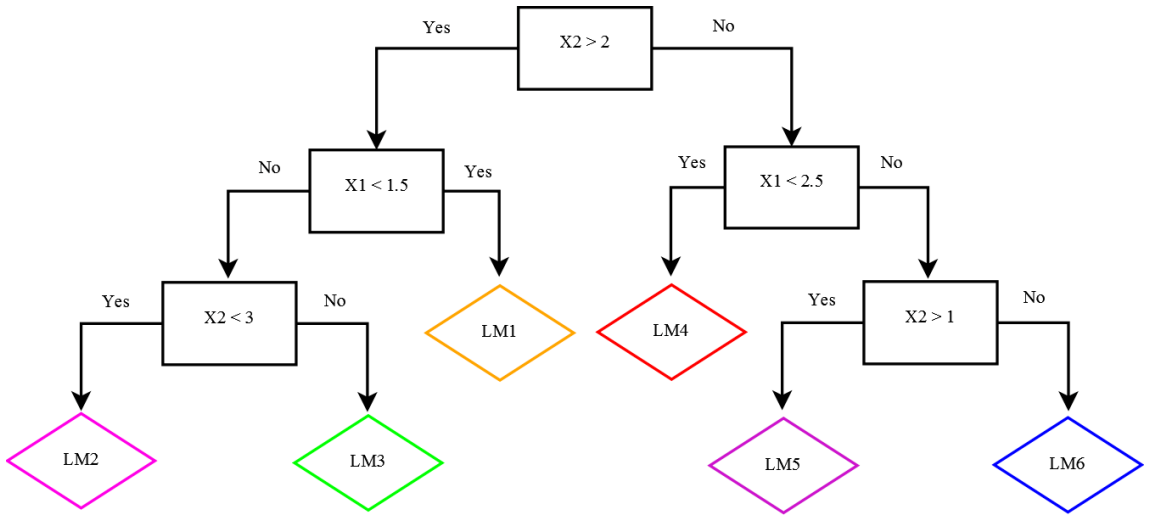 Yes
X2 > 2
No
No
X1 < 1.5
Yes
Yes
X1 < 2.5
No
Yes
X2 < 3
No
LM1
LM4
Yes
X2 > 1
No
LM2
LM3
LM5
LM6